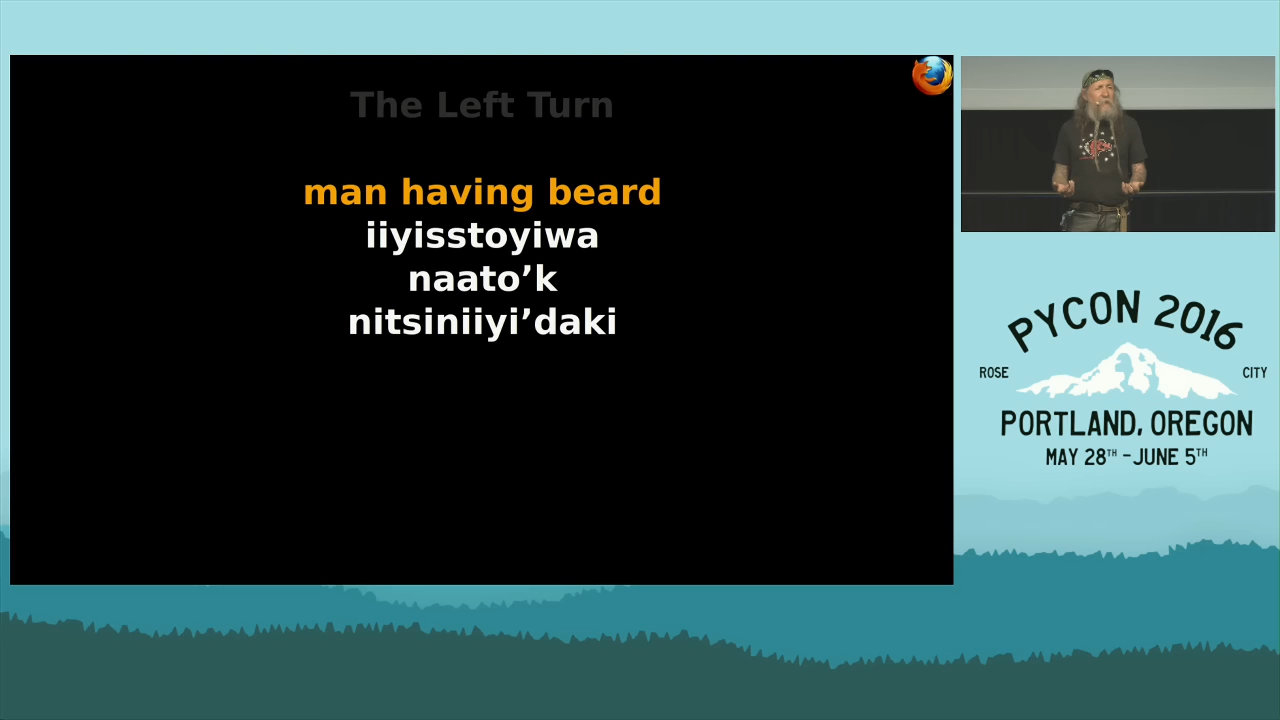 The Left Turn
man having beard
iiyisstoyiwa
naato’k
nitsiniiyi’daki
PYCON 2016
ROSE CITY
PORTLAND, OREGON
MAY 28TH - JUNE 5TH